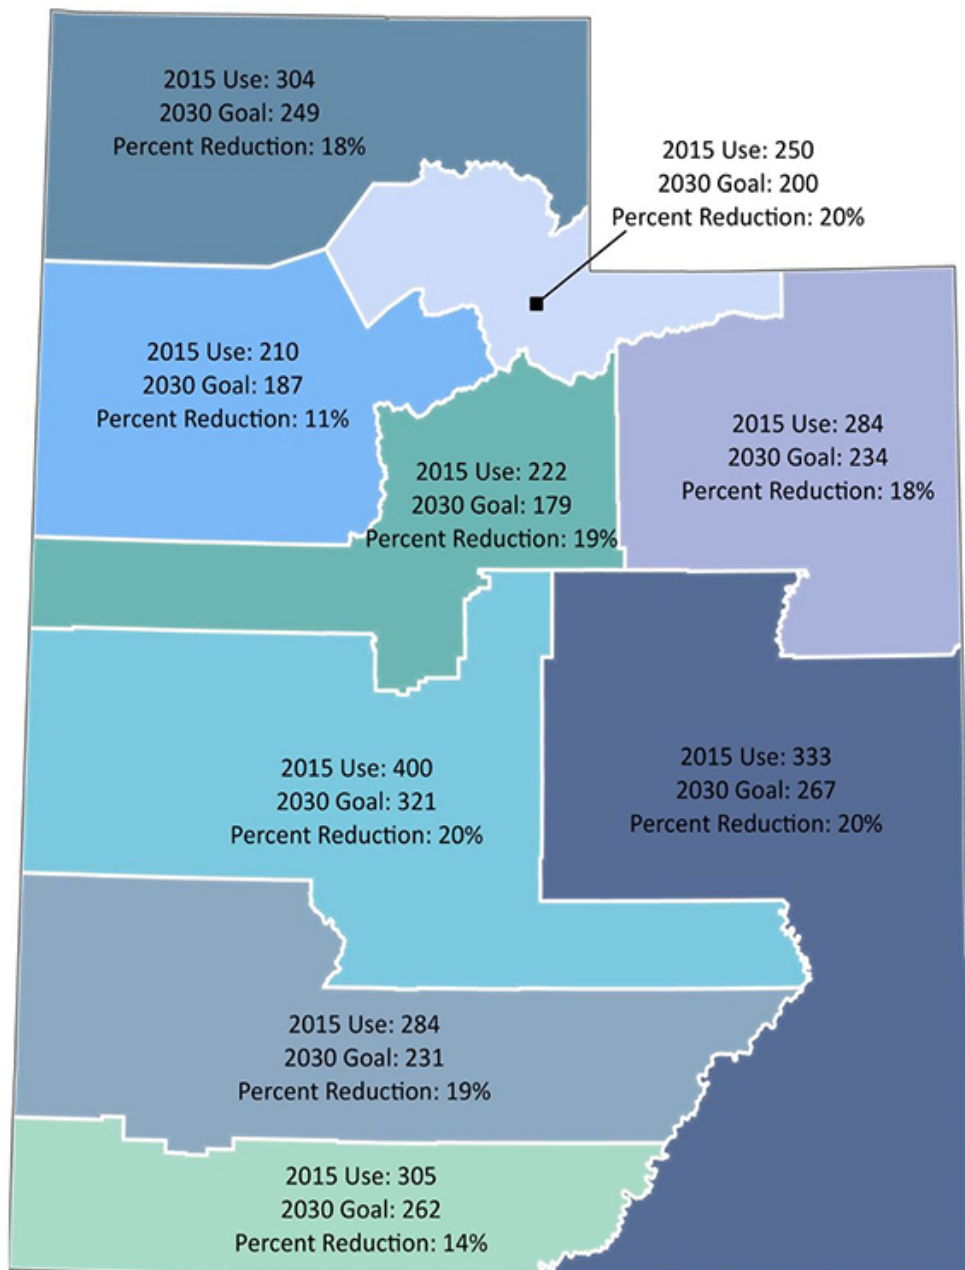 2015 Use: 304
2030 Goal: 249
Percent Reduction: 18%
2015 Use: 250
2030 Goal: 200
Percent Reduction: 20%
2015 Use: 210
2030 Goal: 187
Percent Reduction: 11%
2015 Use: 284
2030 Goal: 234
Percent Reduction: 18%
2015 Use: 222
2030 Goal: 179
Percent Reduction: 19%
2015 Use: 400
2030 Goal: 321
Percent Reduction: 20%
2015 Use: 333
2030 Goal: 267
Percent Reduction: 20%
2015 Use: 284
2030 Goal: 231
Percent Reduction: 19%
2015 Use: 305
2030 Goal: 262
Percent Reduction: 14%